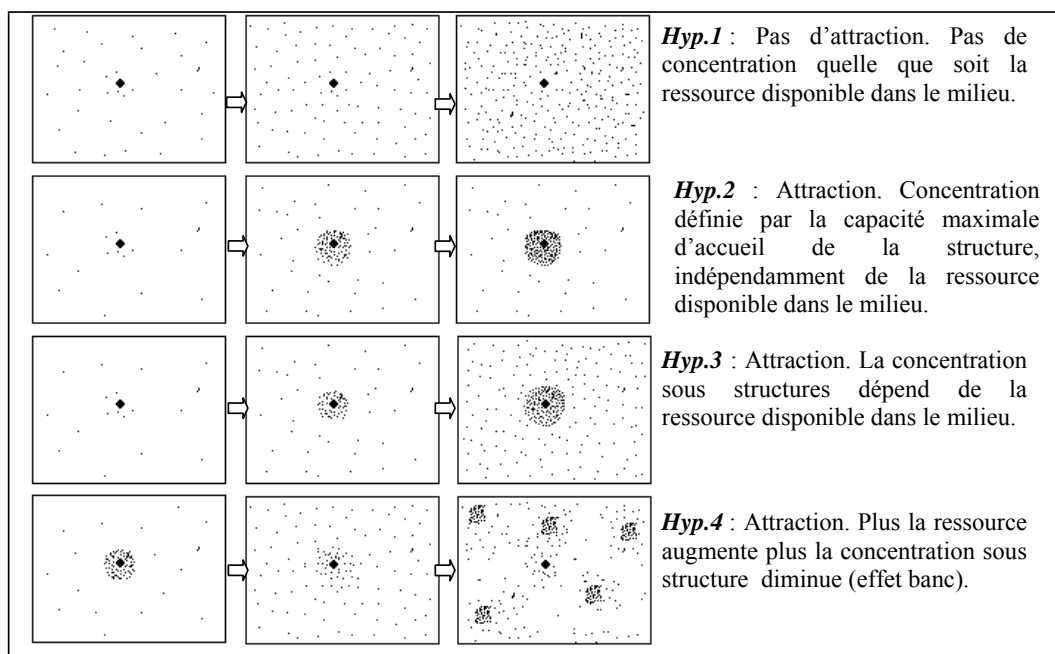 Hyp.1 : Pas d'attraction. Pas de
concentration quelle que soit la
ressource disponible dans le milieu.
Hyp.2 : Attraction. Concentration
définie par la capacité maximale
d'accueil de la structure,
indépendamment de la ressource
disponible dans le milieu.
Hyp.3 : Attraction. La concentration
sous structures dépend de la
ressource disponible dans le milieu.
Hyp.4 : Attraction. Plus la ressource
augmente plus la concentration sous
structure diminue (effet banc).